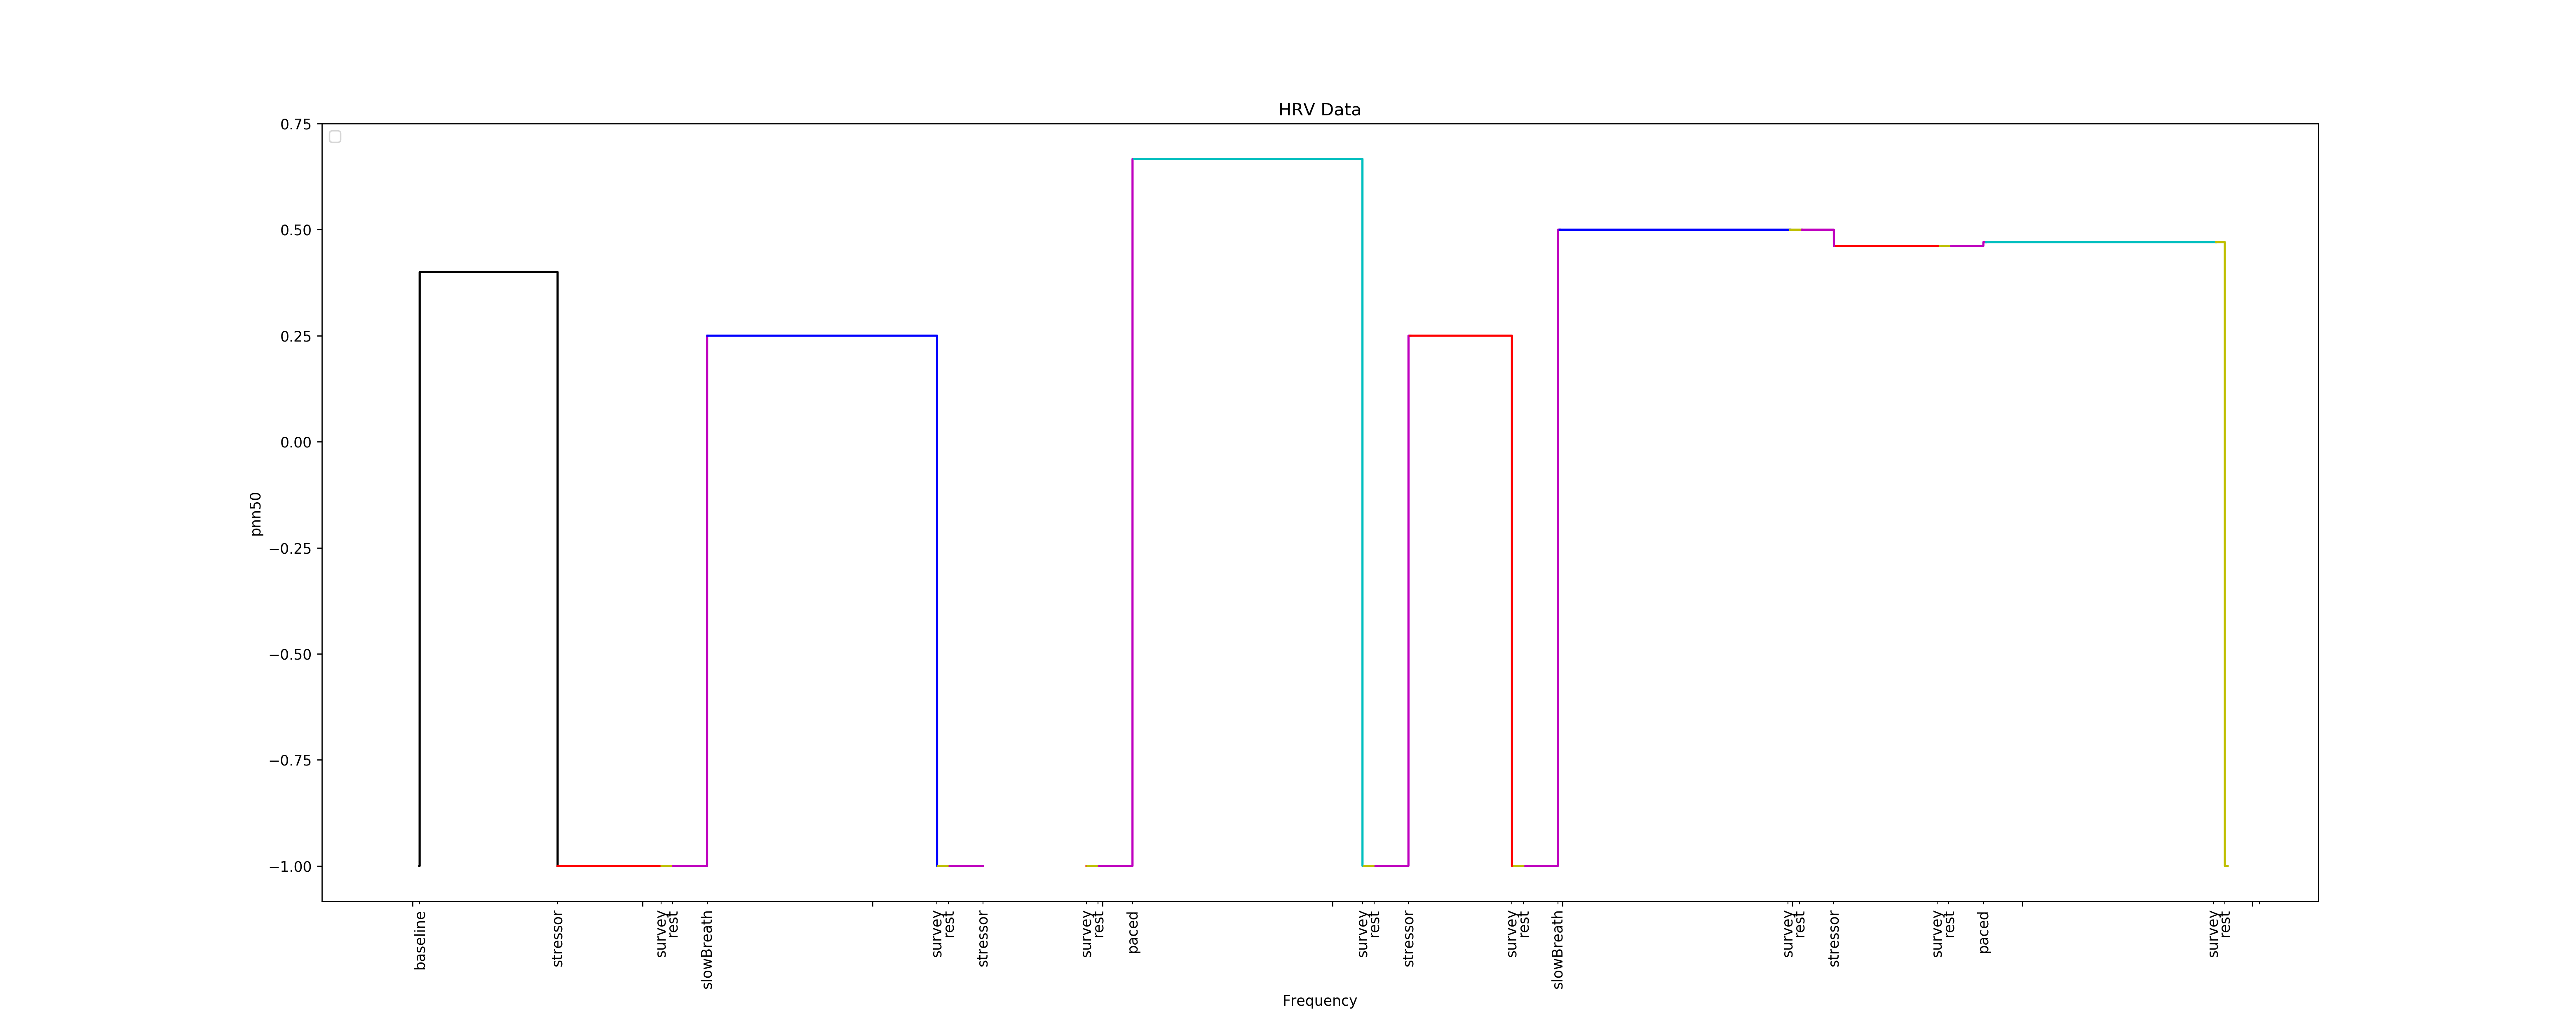 HRV Data
0.75
0.50
0.25
0.00
−0.25
−0.50
−0.75
−1.00
pnn50
baseline
stressor
survey
rest
slowBreath
survey
rest
stressor
survey
rest
paced
survey
rest
stressor
survey
rest
slowBreath
survey
rest
stressor
survey
rest
paced
survey
rest
Frequency